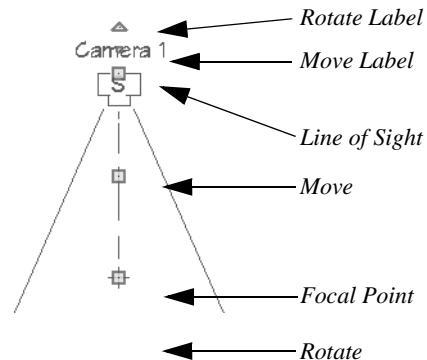 Rotate Label
Camera 1
Move Label
S
Line of Sight
Move
Focal Point
Rotate